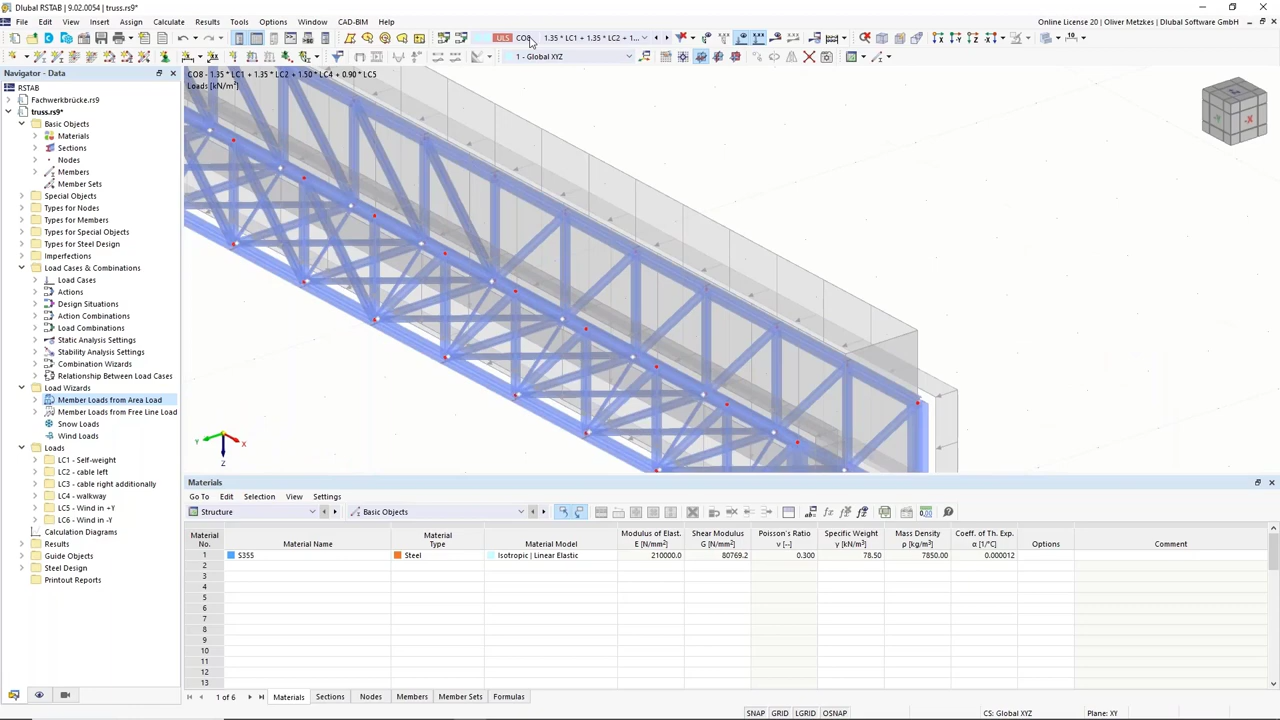 Dlubal RSTAB | 9.02.0054 | truss.rs9*
File Edit View Insert Assign Calculate Results Tools Options Window CAD-BIM Help
Online License 20 | Oliver Metzkes | Dlubal Software GmbH
ULS CO8 1.35 * LC1 + 1.35 * LC2 + 1...
1 - Global XYZ
Navigator - Data
RSTAB
Fachwerkbrücke.rs9
truss.rs9*
Basic Objects
Materials
Sections
Nodes
Members
Member Sets
Special Objects
Types for Nodes
Types for Members
Types for Special Objects
Types for Steel Design
Imperfections
Load Cases & Combinations
Load Cases
Actions
Design Situations
Action Combinations
Load Combinations
Static Analysis Settings
Stability Analysis Settings
Combination Wizards
Relationship Between Load Cases
Load Wizards
Member Loads from Area Load
Member Loads from Free Line Load
Snow Loads
Wind Loads
Loads
LC1 - Self-weight
LC2 - cable left
LC3 - cable right additionally
LC4 - walkway
LC5 - Wind in +Y
LC6 - Wind in -Y
Calculation Diagrams
Results
Guide Objects
Steel Design
Printout Reports
CO8 - 1.35 * LC1 + 1.35 * LC2 + 1.50 * LC4 + 0.90 * LC5
Loads [kN/m²]
-Y -X
Y X
Z
Materials
Go To Edit Selection View Settings
Structure Basic Objects
Material No. Material Name Material Type Material Model Modulus of Elast. E [N/mm²] Shear Modulus G [N/mm²] Poisson's Ratio ν [--] Specific Weight γ [kN/m³] Mass Density ρ [kg/m³] Coeff. of Th. Exp. α [1/°C] Options Comment
1 S355 Steel Isotropic | Linear Elastic 210000.0 80769.2 0.300 78.50 7850.00 0.000012
2
3
4
5
6
7
8
9
10
11
12
13
1 of 6 Materials Sections Nodes Members Member Sets Formulas
SNAP GRID LGRID OSNAP CS: Global XYZ Plane: XY